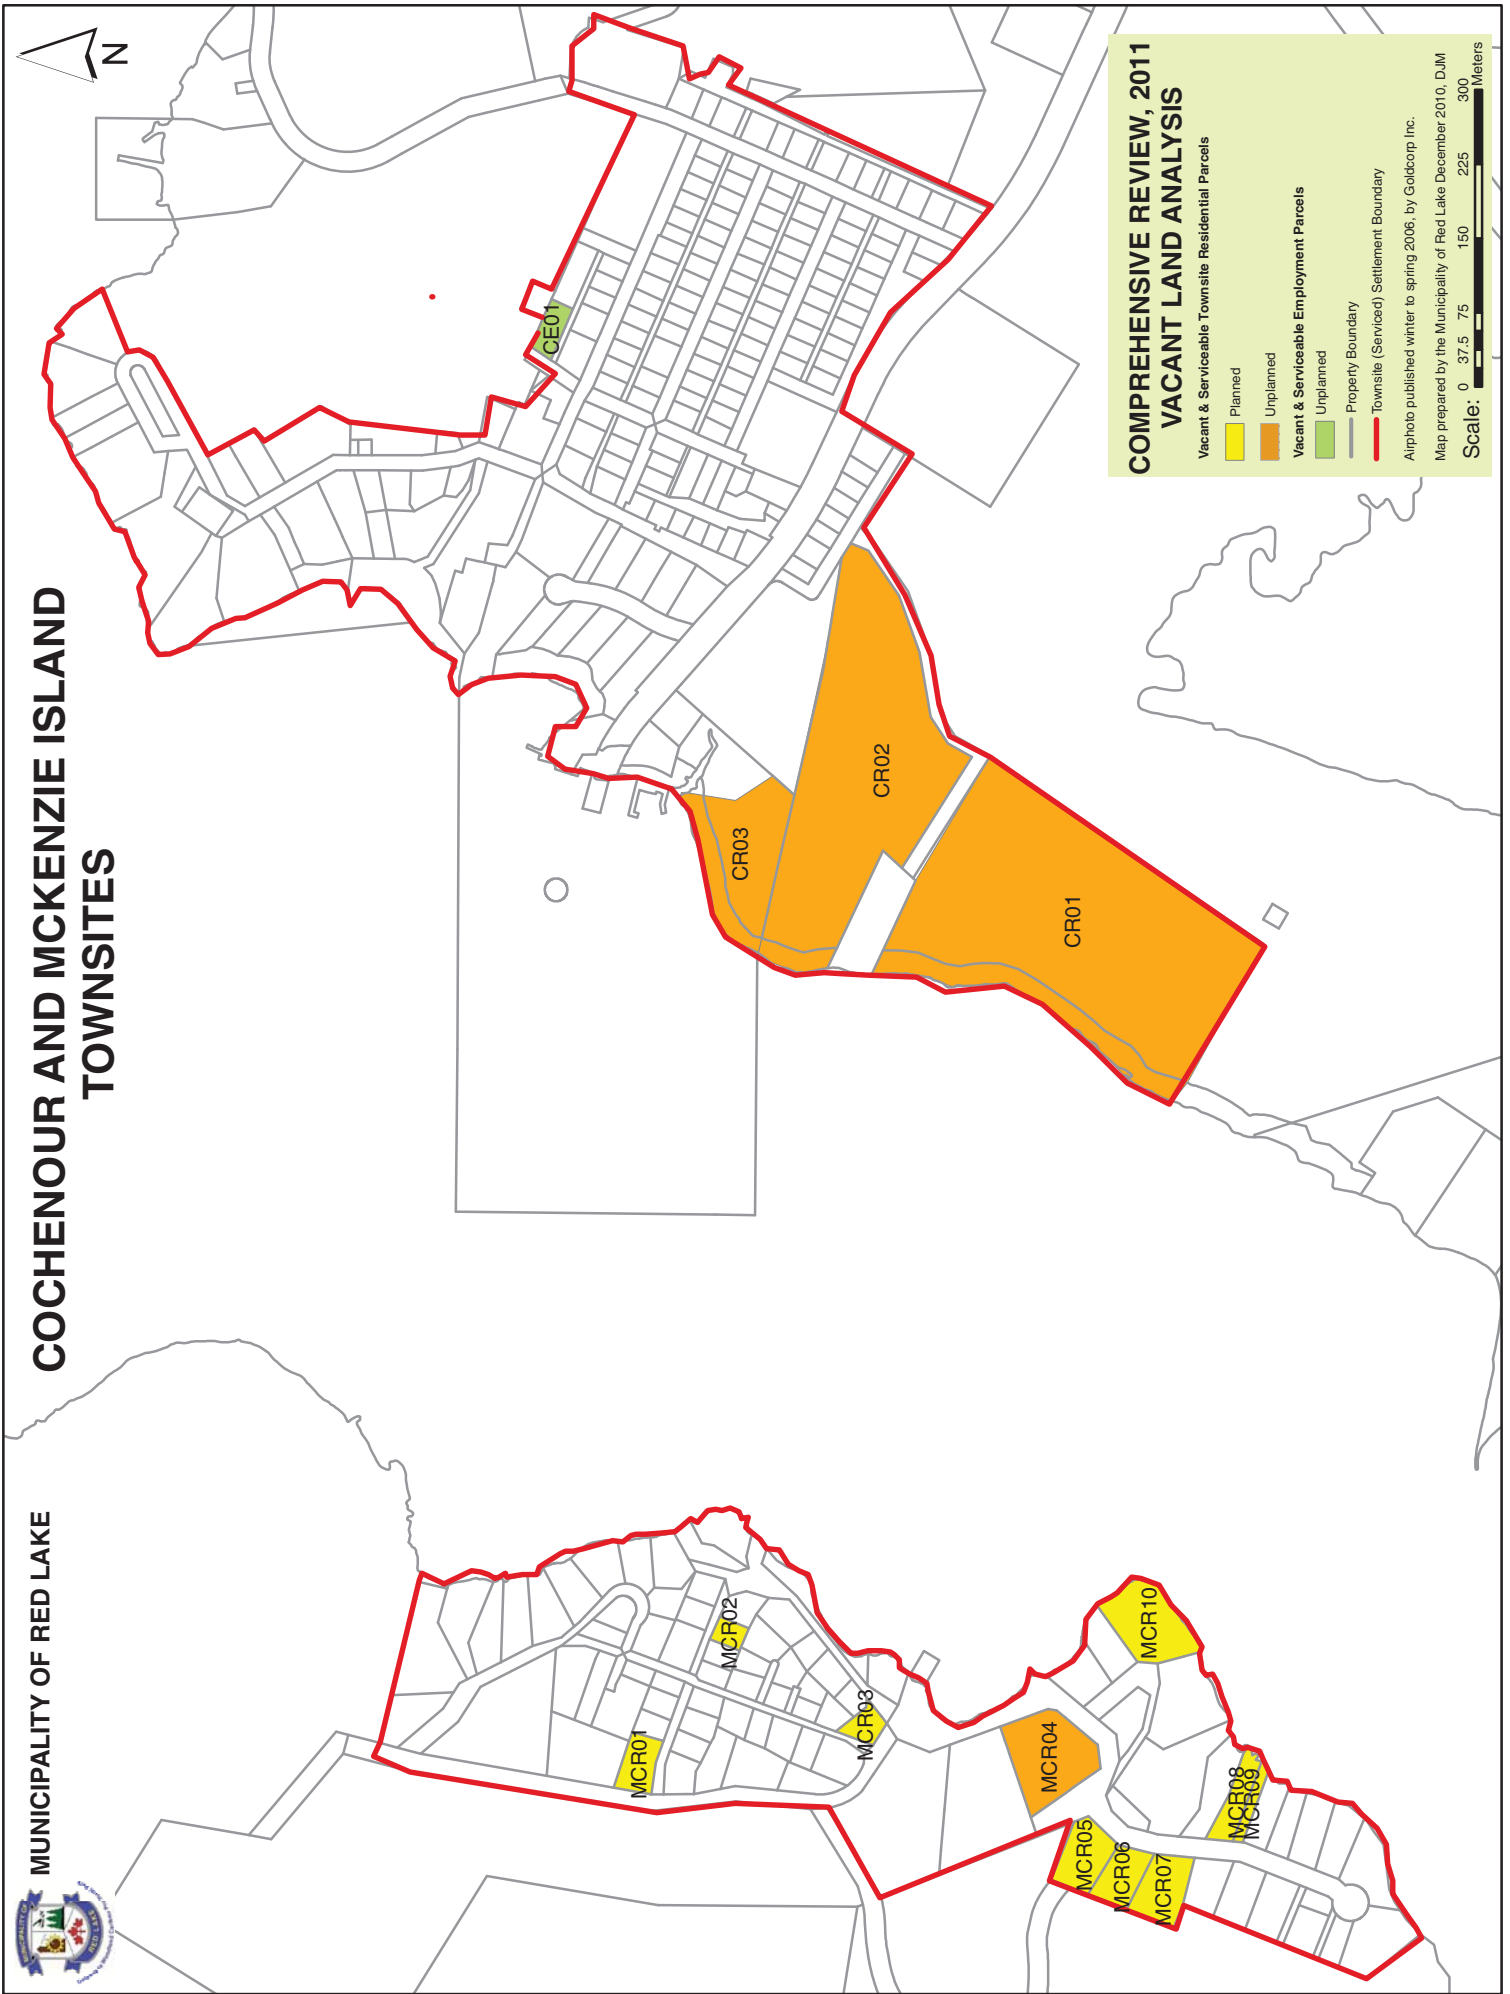 MUNICIPALITY OF RED LAKE
COCHENOUR AND MCKENZIE ISLAND
TOWNSITES
N
MUNICIPALITY OF
RED LAKE
CE01
CR03
CR02
CR01
MCR01
MCR02
MCR03
MCR04
MCR05
MCR06
MCR07
MCR08
MCR09
MCR10
COMPREHENSIVE REVIEW, 2011
VACANT LAND ANALYSIS
Vacant & Serviceable Townsite Residential Parcels
Planned
Unplanned
Vacant & Serviceable Employment Parcels
Unplanned
Property Boundary
Townsite (Serviced) Settlement Boundary
Airphoto published winter to spring 2006, by Goldcorp Inc.
Map prepared by the Municipality of Red Lake December 2010, DJM
Scale: 0 37.5 75 150 225 300
Meters